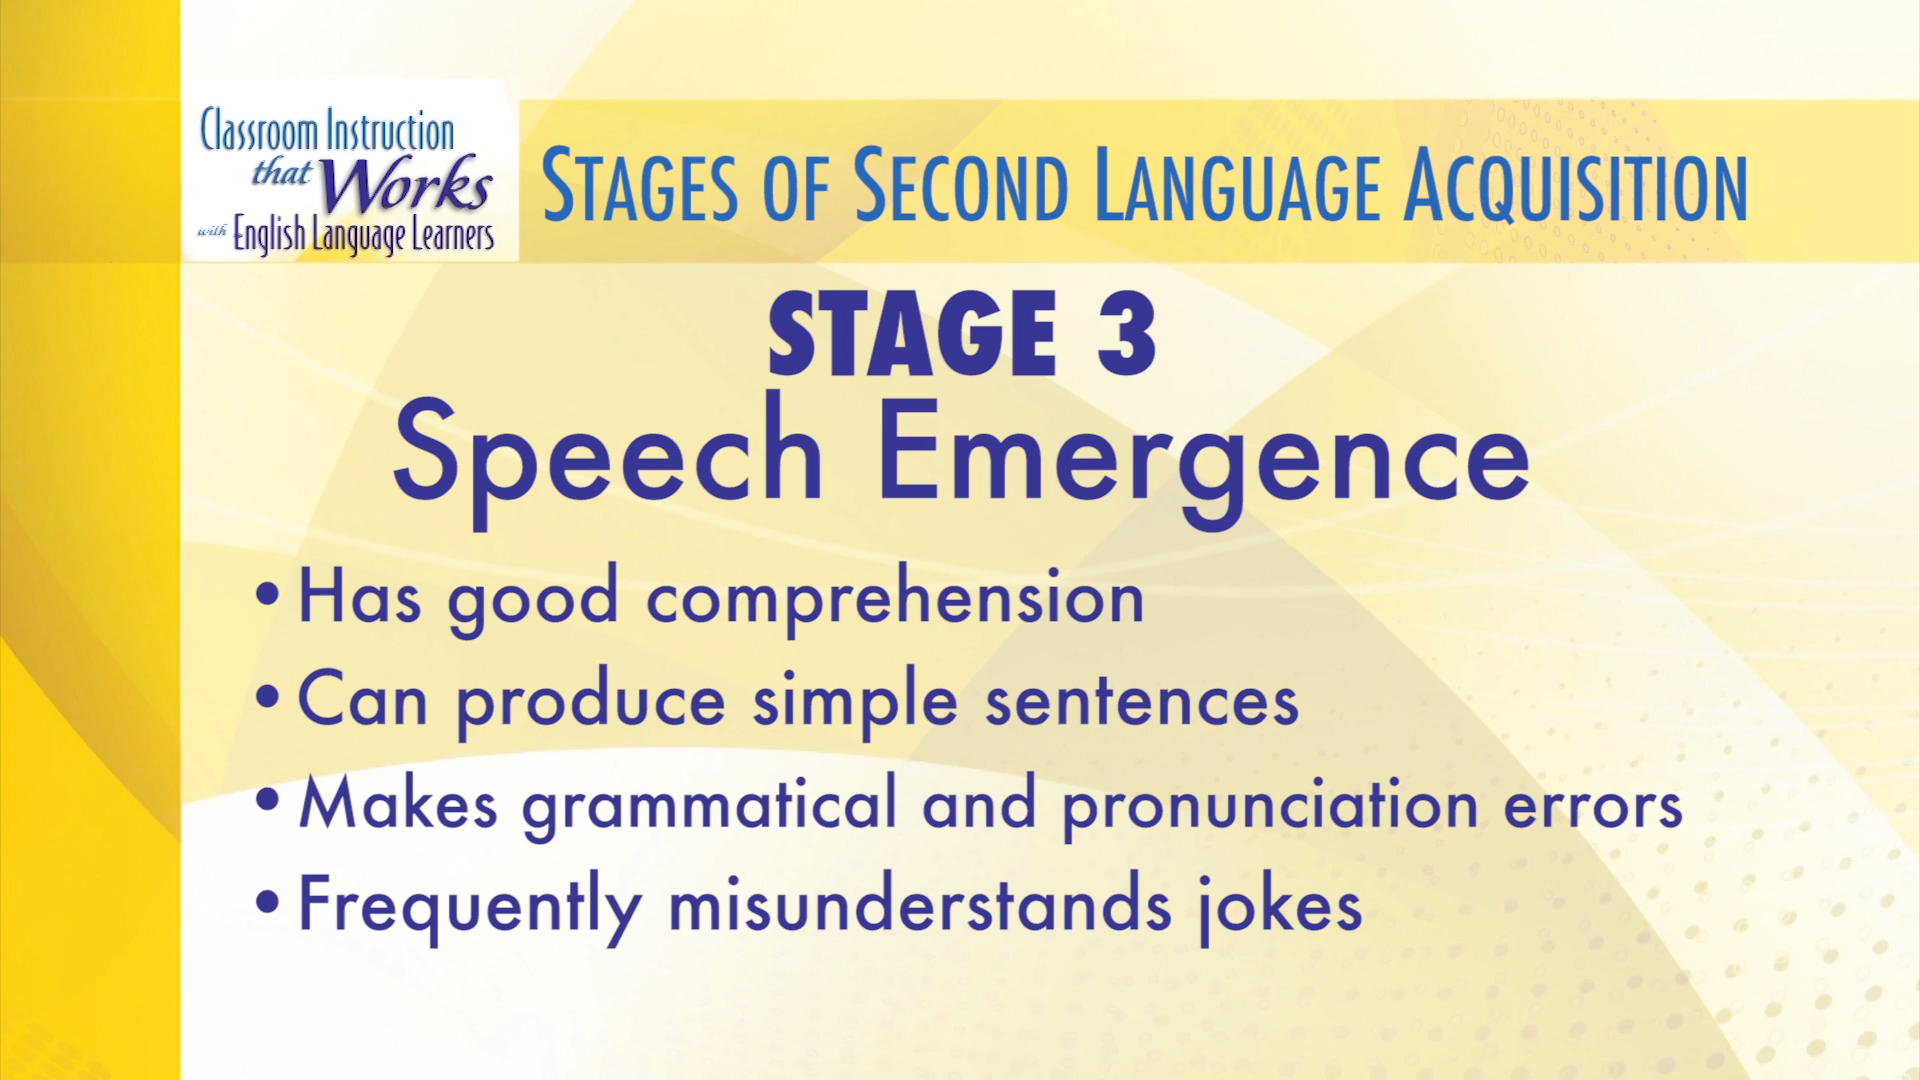 Classroom Instruction
that Works
with English Language Learners
STAGES OF SECOND LANGUAGE ACQUISITION
STAGE 3
Speech Emergence
• Has good comprehension
• Can produce simple sentences
• Makes grammatical and pronunciation errors
• Frequently misunderstands jokes